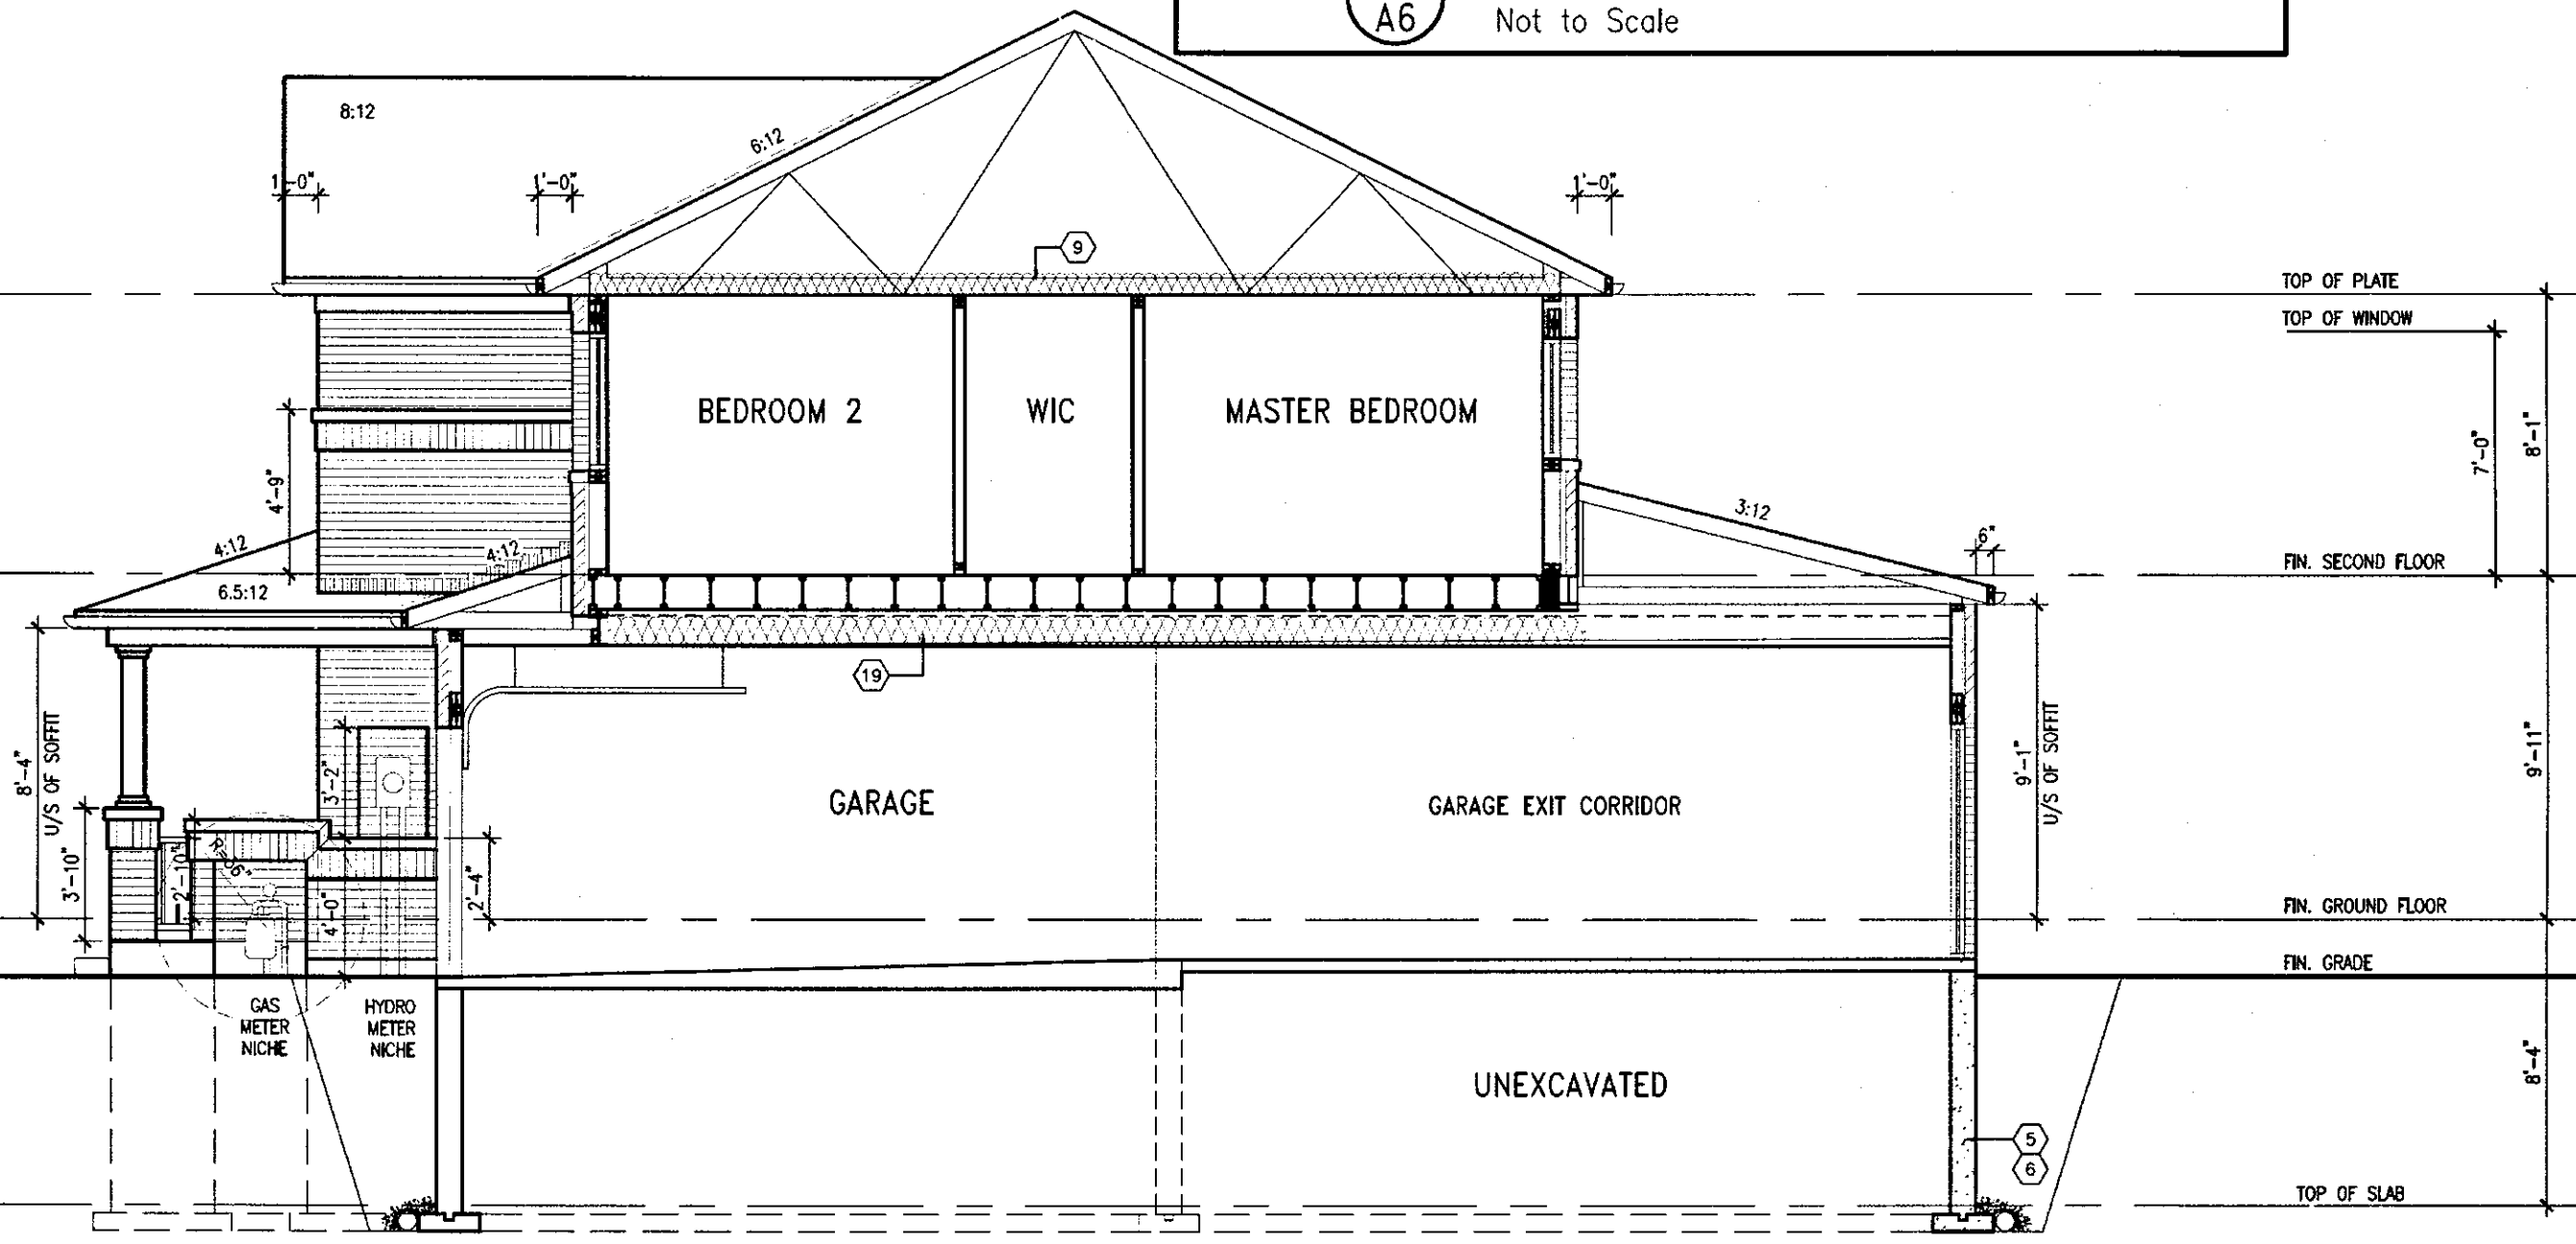 A6
Not to Scale
8:12
6:12
1'-0"
1'-0"
1'-0"
9
TOP OF PLATE
TOP OF WINDOW
BEDROOM 2
WIC
MASTER BEDROOM
7'-0"
8'-1"
4'-9"
3:12
6"
4:12
4:12
6.5:12
FIN. SECOND FLOOR
19
8'-4"
U/S OF SOFFIT
3'-2"
GARAGE
GARAGE EXIT CORRIDOR
9'-1"
U/S OF SOFFIT
9'-11"
3'-10"
2'-10"
4'-0"
2'-4"
FIN. GROUND FLOOR
FIN. GRADE
GAS
METER
NICHE
HYDRO
METER
NICHE
UNEXCAVATED
8'-4"
5
6
TOP OF SLAB